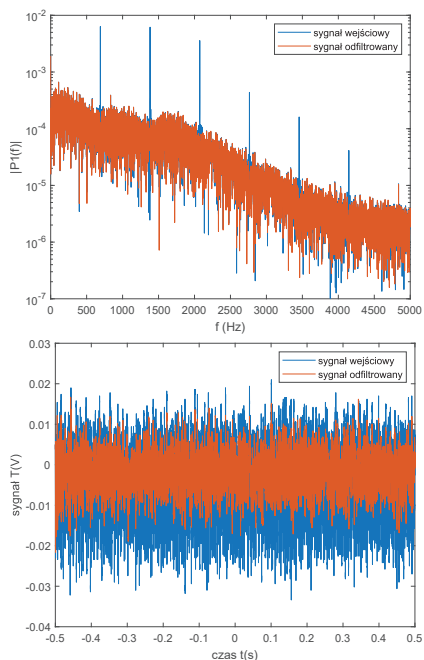 10^-2
10^-3
10^-4
10^-5
10^-6
10^-7
|P1(f)|
sygnał wejściowy
sygnał odfiltrowany
0 500 1000 1500 2000 2500 3000 3500 4000 4500 5000
f (Hz)
0.03
0.02
0.01
0
-0.01
-0.02
-0.03
-0.04
sygnał T(V)
sygnał wejściowy
sygnał odfiltrowany
-0.5 -0.4 -0.3 -0.2 -0.1 0 0.1 0.2 0.3 0.4 0.5
czas t(s)